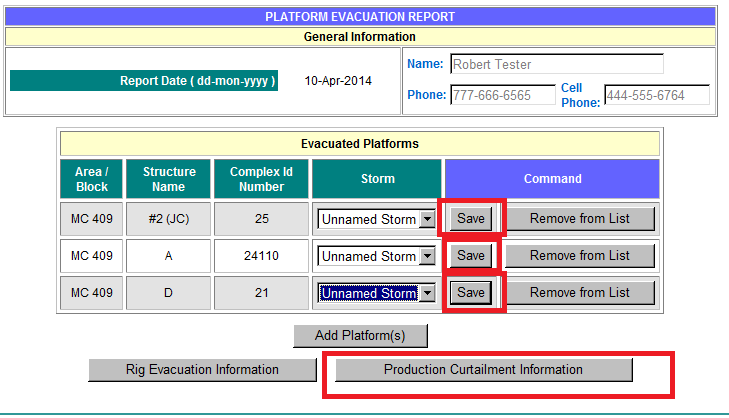 PLATFORM EVACUATION REPORT
General Information
Report Date ( dd-mon-yyyy ) 10-Apr-2014 Name: Robert Tester
Phone: 777-666-6565 Cell Phone: 444-555-6764
Evacuated Platforms
Area / Block Structure Name Complex Id Number Storm Command
MC 409 #2 (JC) 25 Unnamed Storm Save Remove from List
MC 409 A 24110 Unnamed Storm Save Remove from List
MC 409 D 21 Unnamed Storm Save Remove from List
Add Platform(s)
Rig Evacuation Information Production Curtailment Information